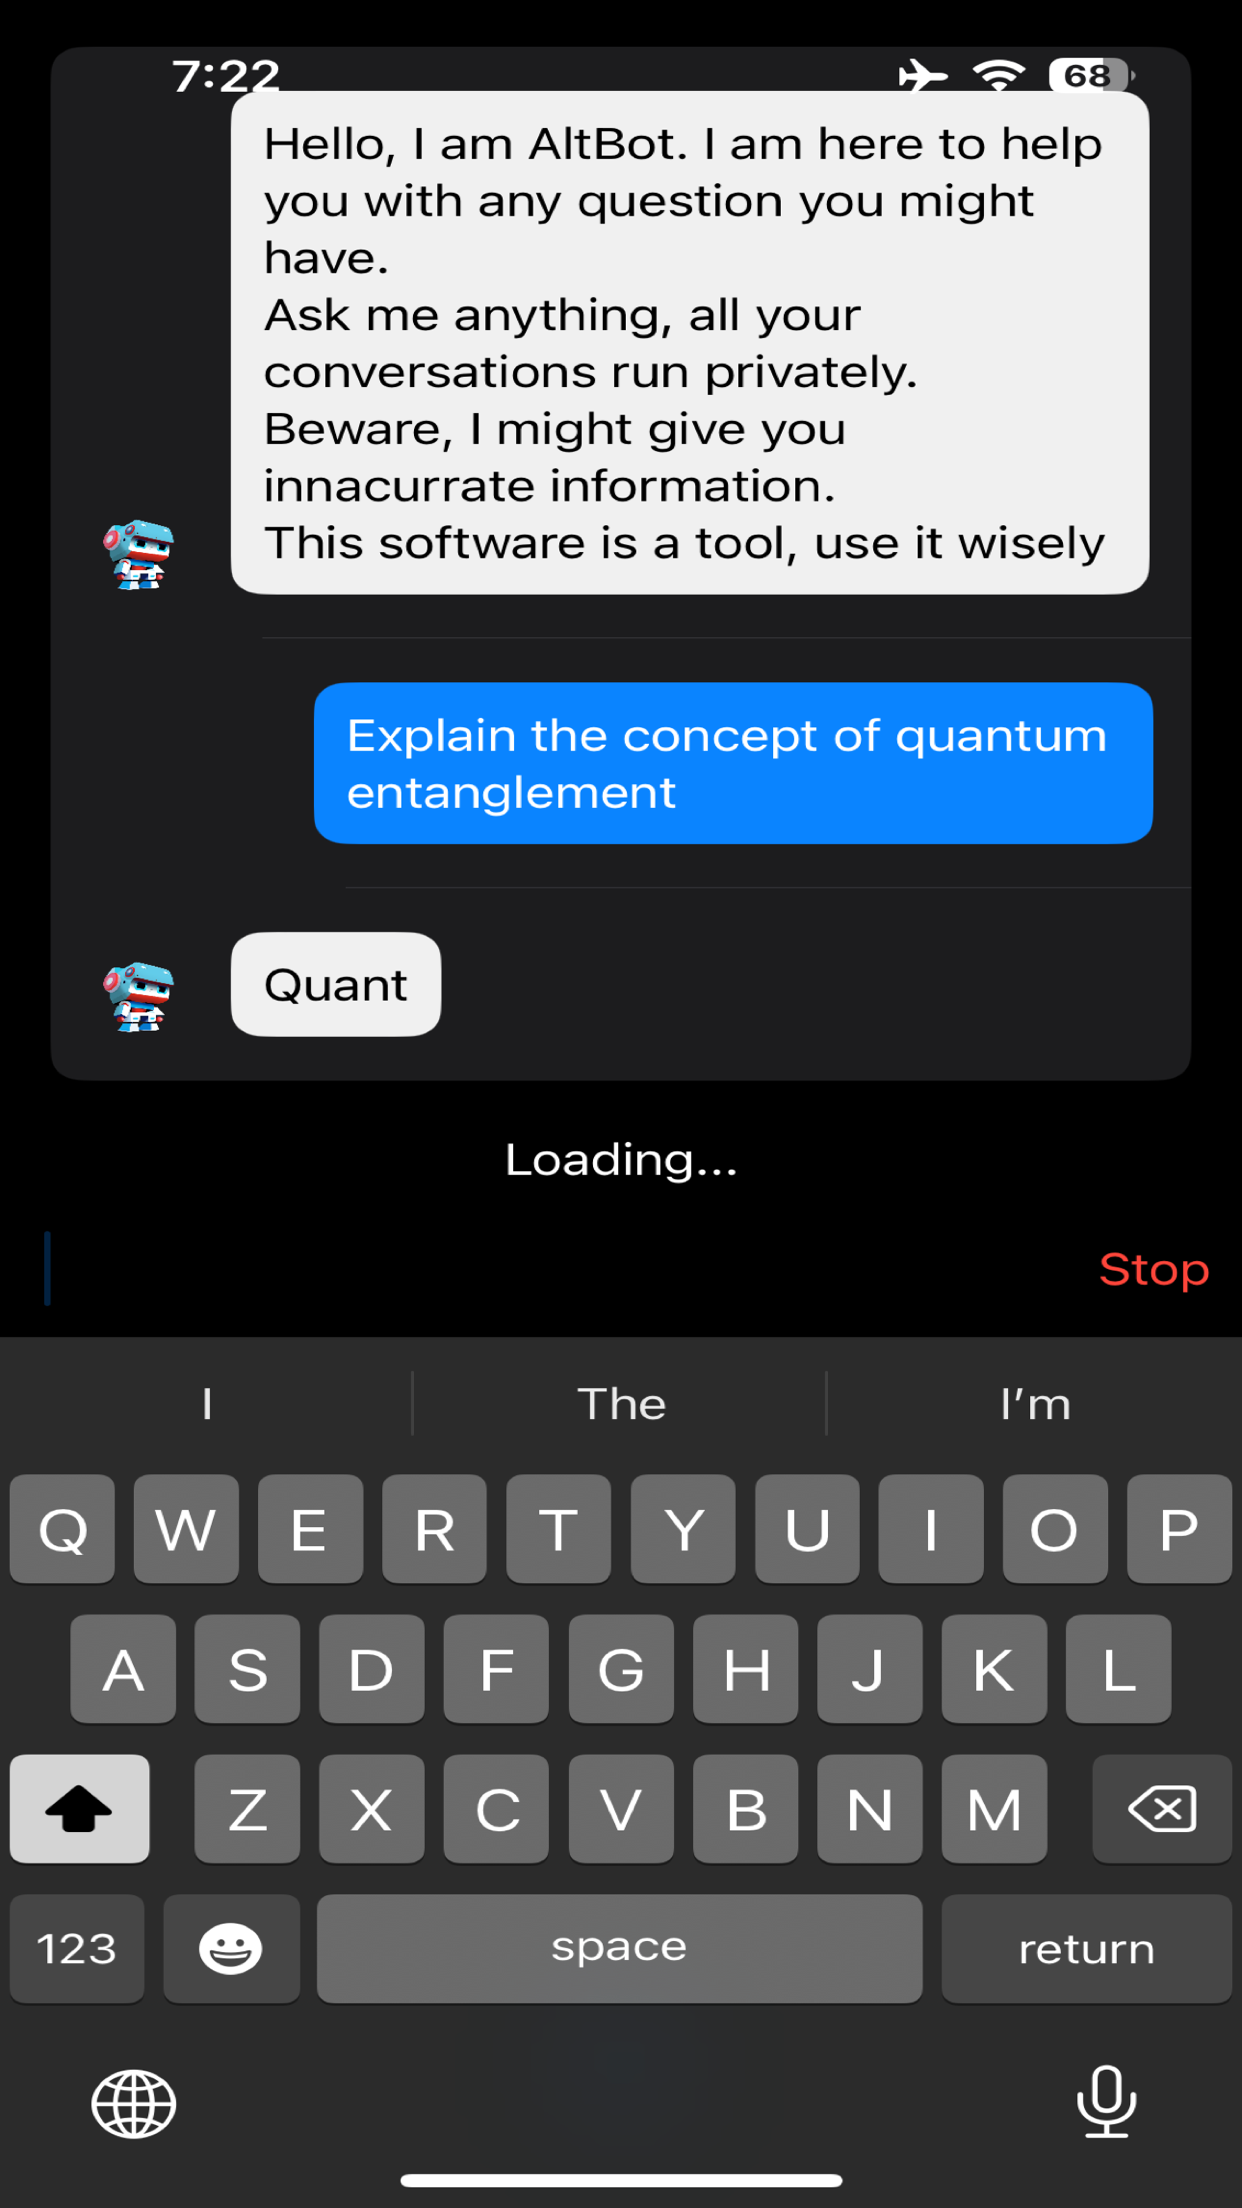 7:22
68
Hello, I am AltBot. I am here to help
you with any question you might
have.
Ask me anything, all your
conversations run privately.
Beware, I might give you
innacurrate information.
This software is a tool, use it wisely
Explain the concept of quantum
entanglement
Quant
Loading...
Stop
I The I'm
Q W E R T Y U I O P
A S D F G H J K L
Z X C V B N M
123 space return